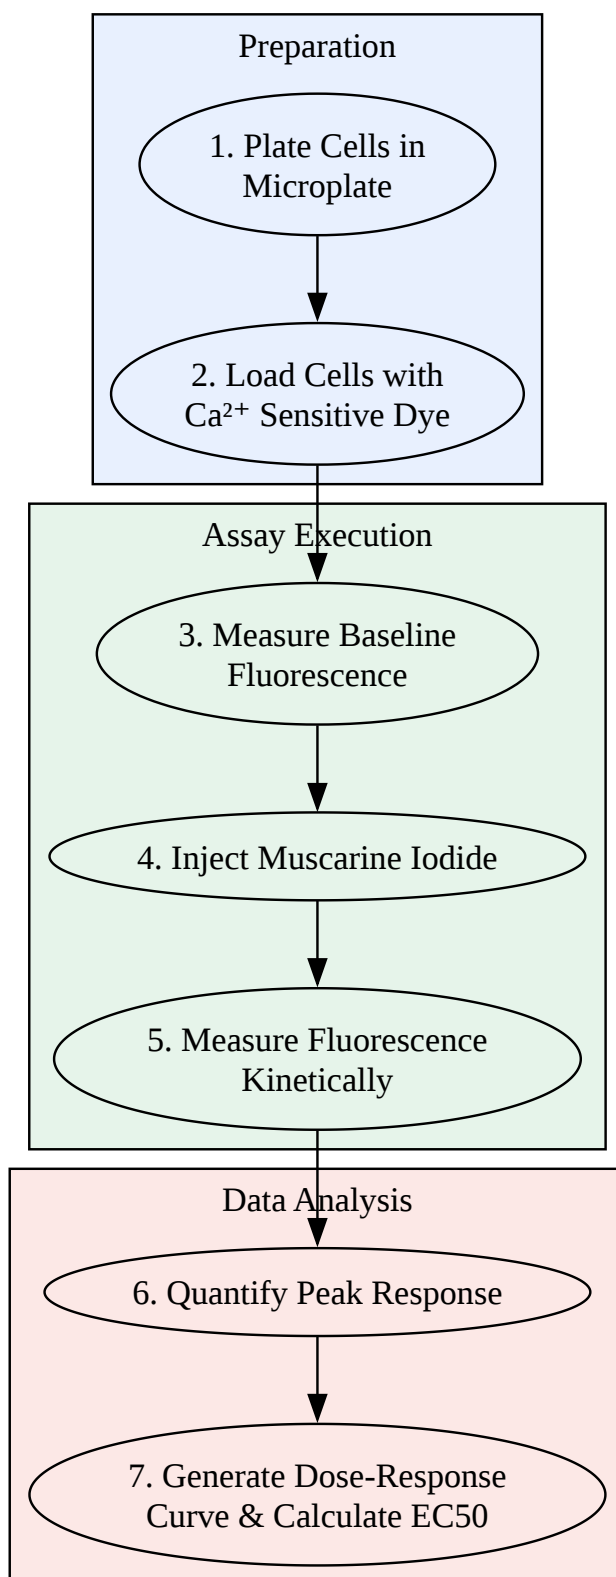 Preparation
1. Plate Cells in
Microplate
2. Load Cells with
Ca²⁺ Sensitive Dye
Assay Execution
3. Measure Baseline
Fluorescence
4. Inject Muscarine Iodide
5. Measure Fluorescence
Kinetically
Data Analysis
6. Quantify Peak Response
7. Generate Dose-Response
Curve & Calculate EC50